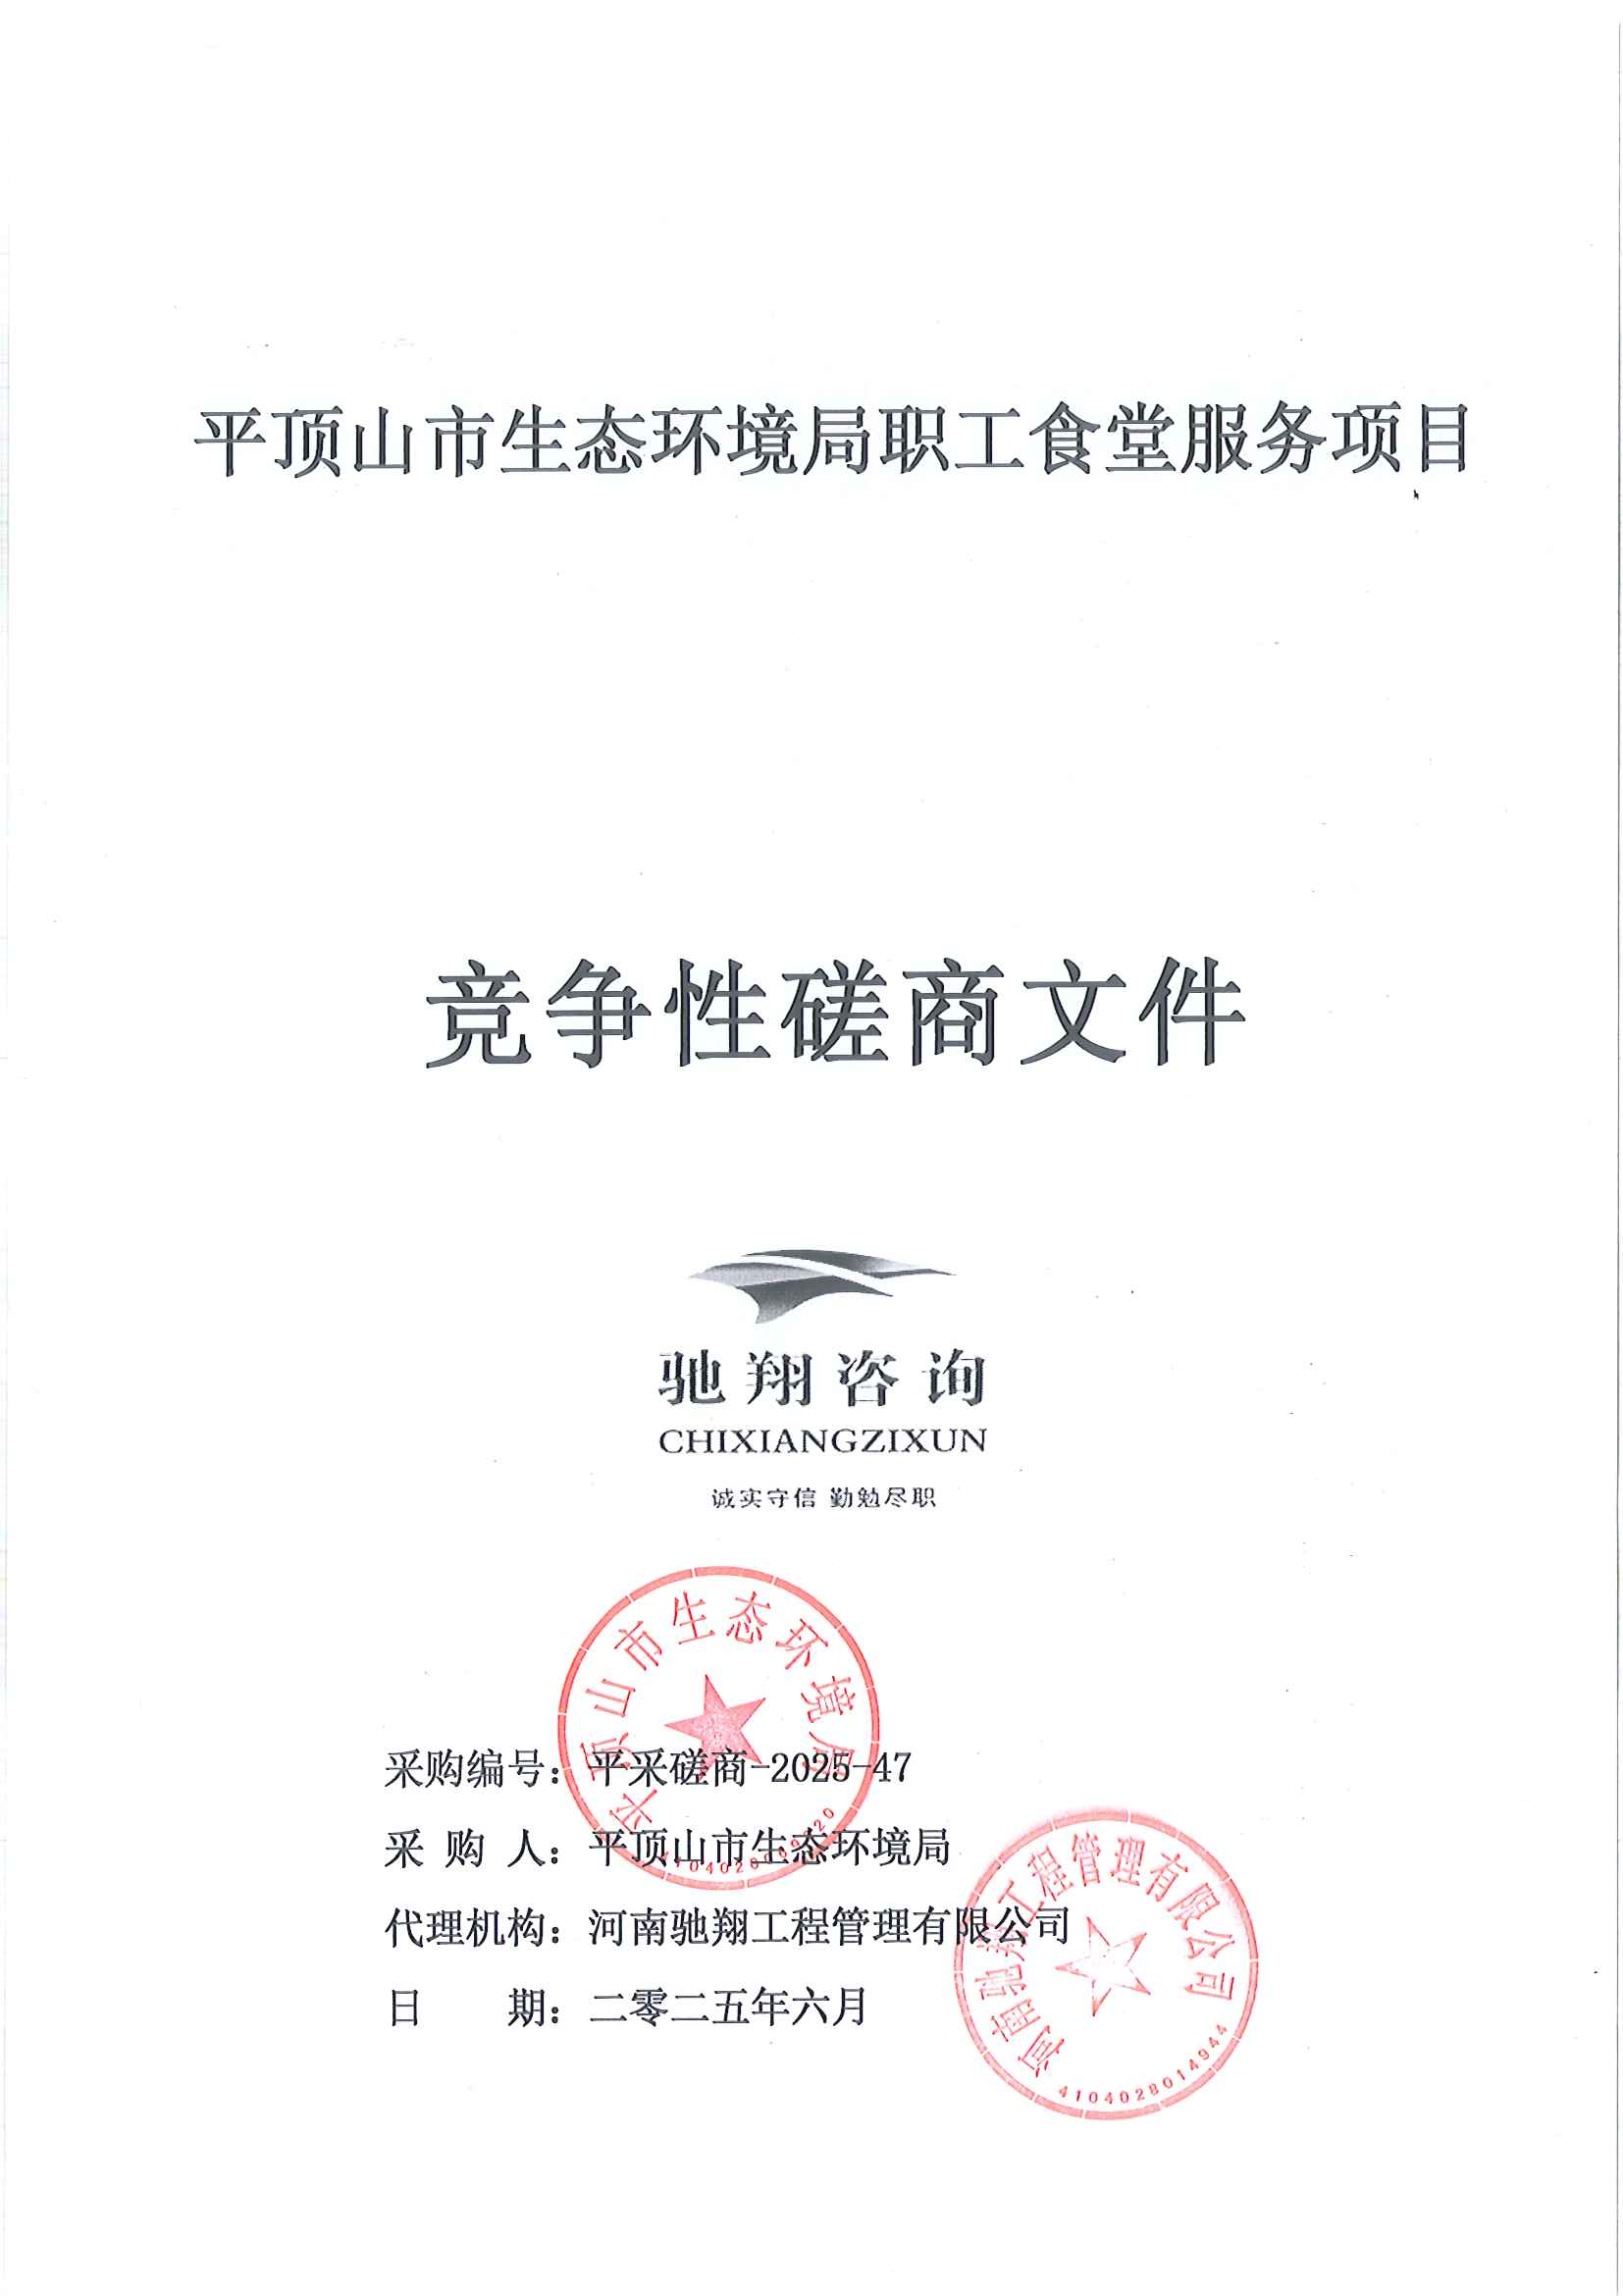 平顶山市生态环境局职工食堂服务项目
竞争性磋商文件
驰翔咨询
CHIXIANGZIXUN
诚实守信 勤勉尽职
平顶山市生态环境局
采购编号：平采磋商-2025-47
采 购 人：平顶山市生态环境局
代理机构：河南驰翔工程管理有限公司
日 期：二零二五年六月
河南驰翔工程管理有限公司
4104028014944